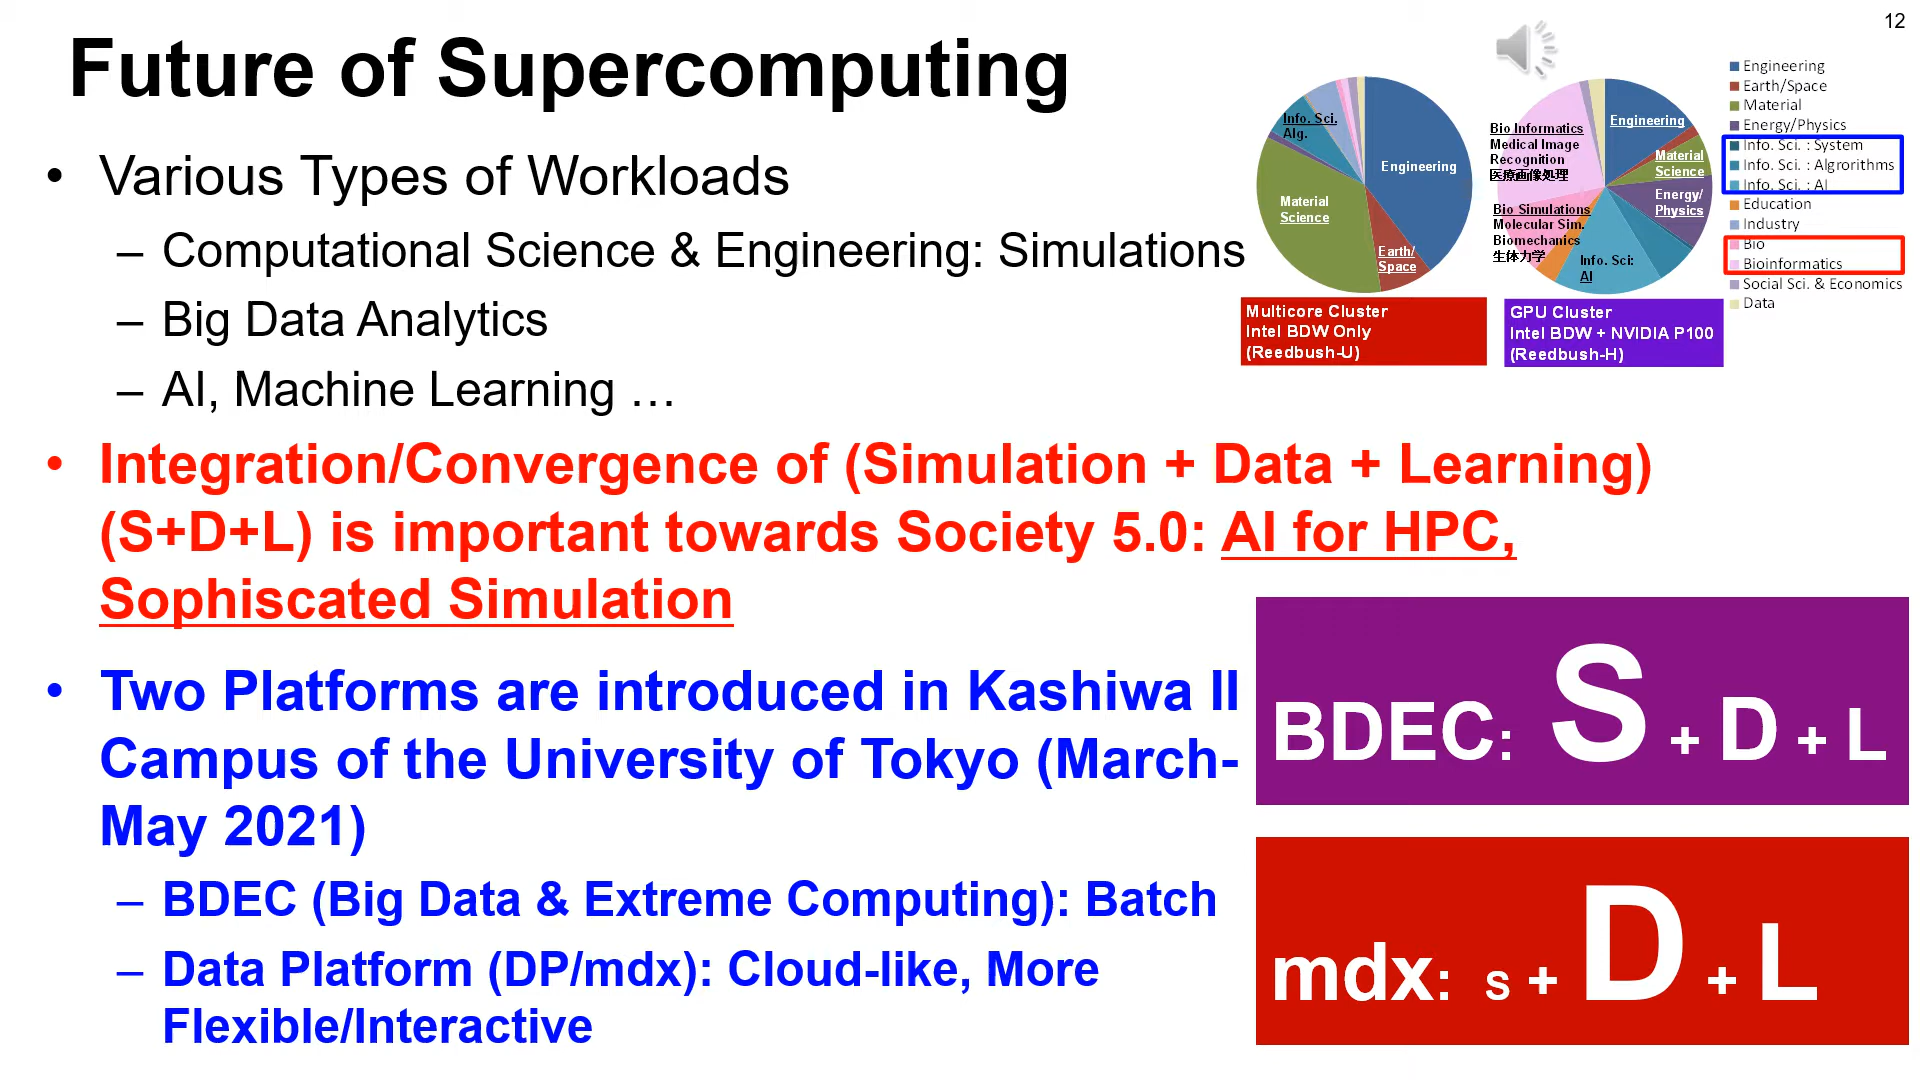 12
Future of Supercomputing
• Various Types of Workloads
– Computational Science & Engineering: Simulations
– Big Data Analytics
– AI, Machine Learning …
• Integration/Convergence of (Simulation + Data + Learning)
(S+D+L) is important towards Society 5.0: AI for HPC,
Sophiscated Simulation
• Two Platforms are introduced in Kashiwa II
Campus of the University of Tokyo (March-
May 2021)
– BDEC (Big Data & Extreme Computing): Batch
– Data Platform (DP/mdx): Cloud-like, More
Flexible/Interactive
Info. Sci.
Alg.
Engineering
Material
Science
Earth/
Space
Multicore Cluster
Intel BDW Only
(Reedbush-U)
Bio Informatics
Medical Image
Recognition
医療画像処理
Bio Simulations
Molecular Sim.
Biomechanics
生体力学
Engineering
Material
Science
Energy/
Physics
Info. Sci:
AI
GPU Cluster
Intel BDW + NVIDIA P100
(Reedbush-H)
Engineering
Earth/Space
Material
Energy/Physics
Info. Sci. : System
Info. Sci. : Algrorithms
Info. Sci. : AI
Education
Industry
Bio
Bioinformatics
Social Sci. & Economics
Data
BDEC: S + D + L
mdx: s + D + L